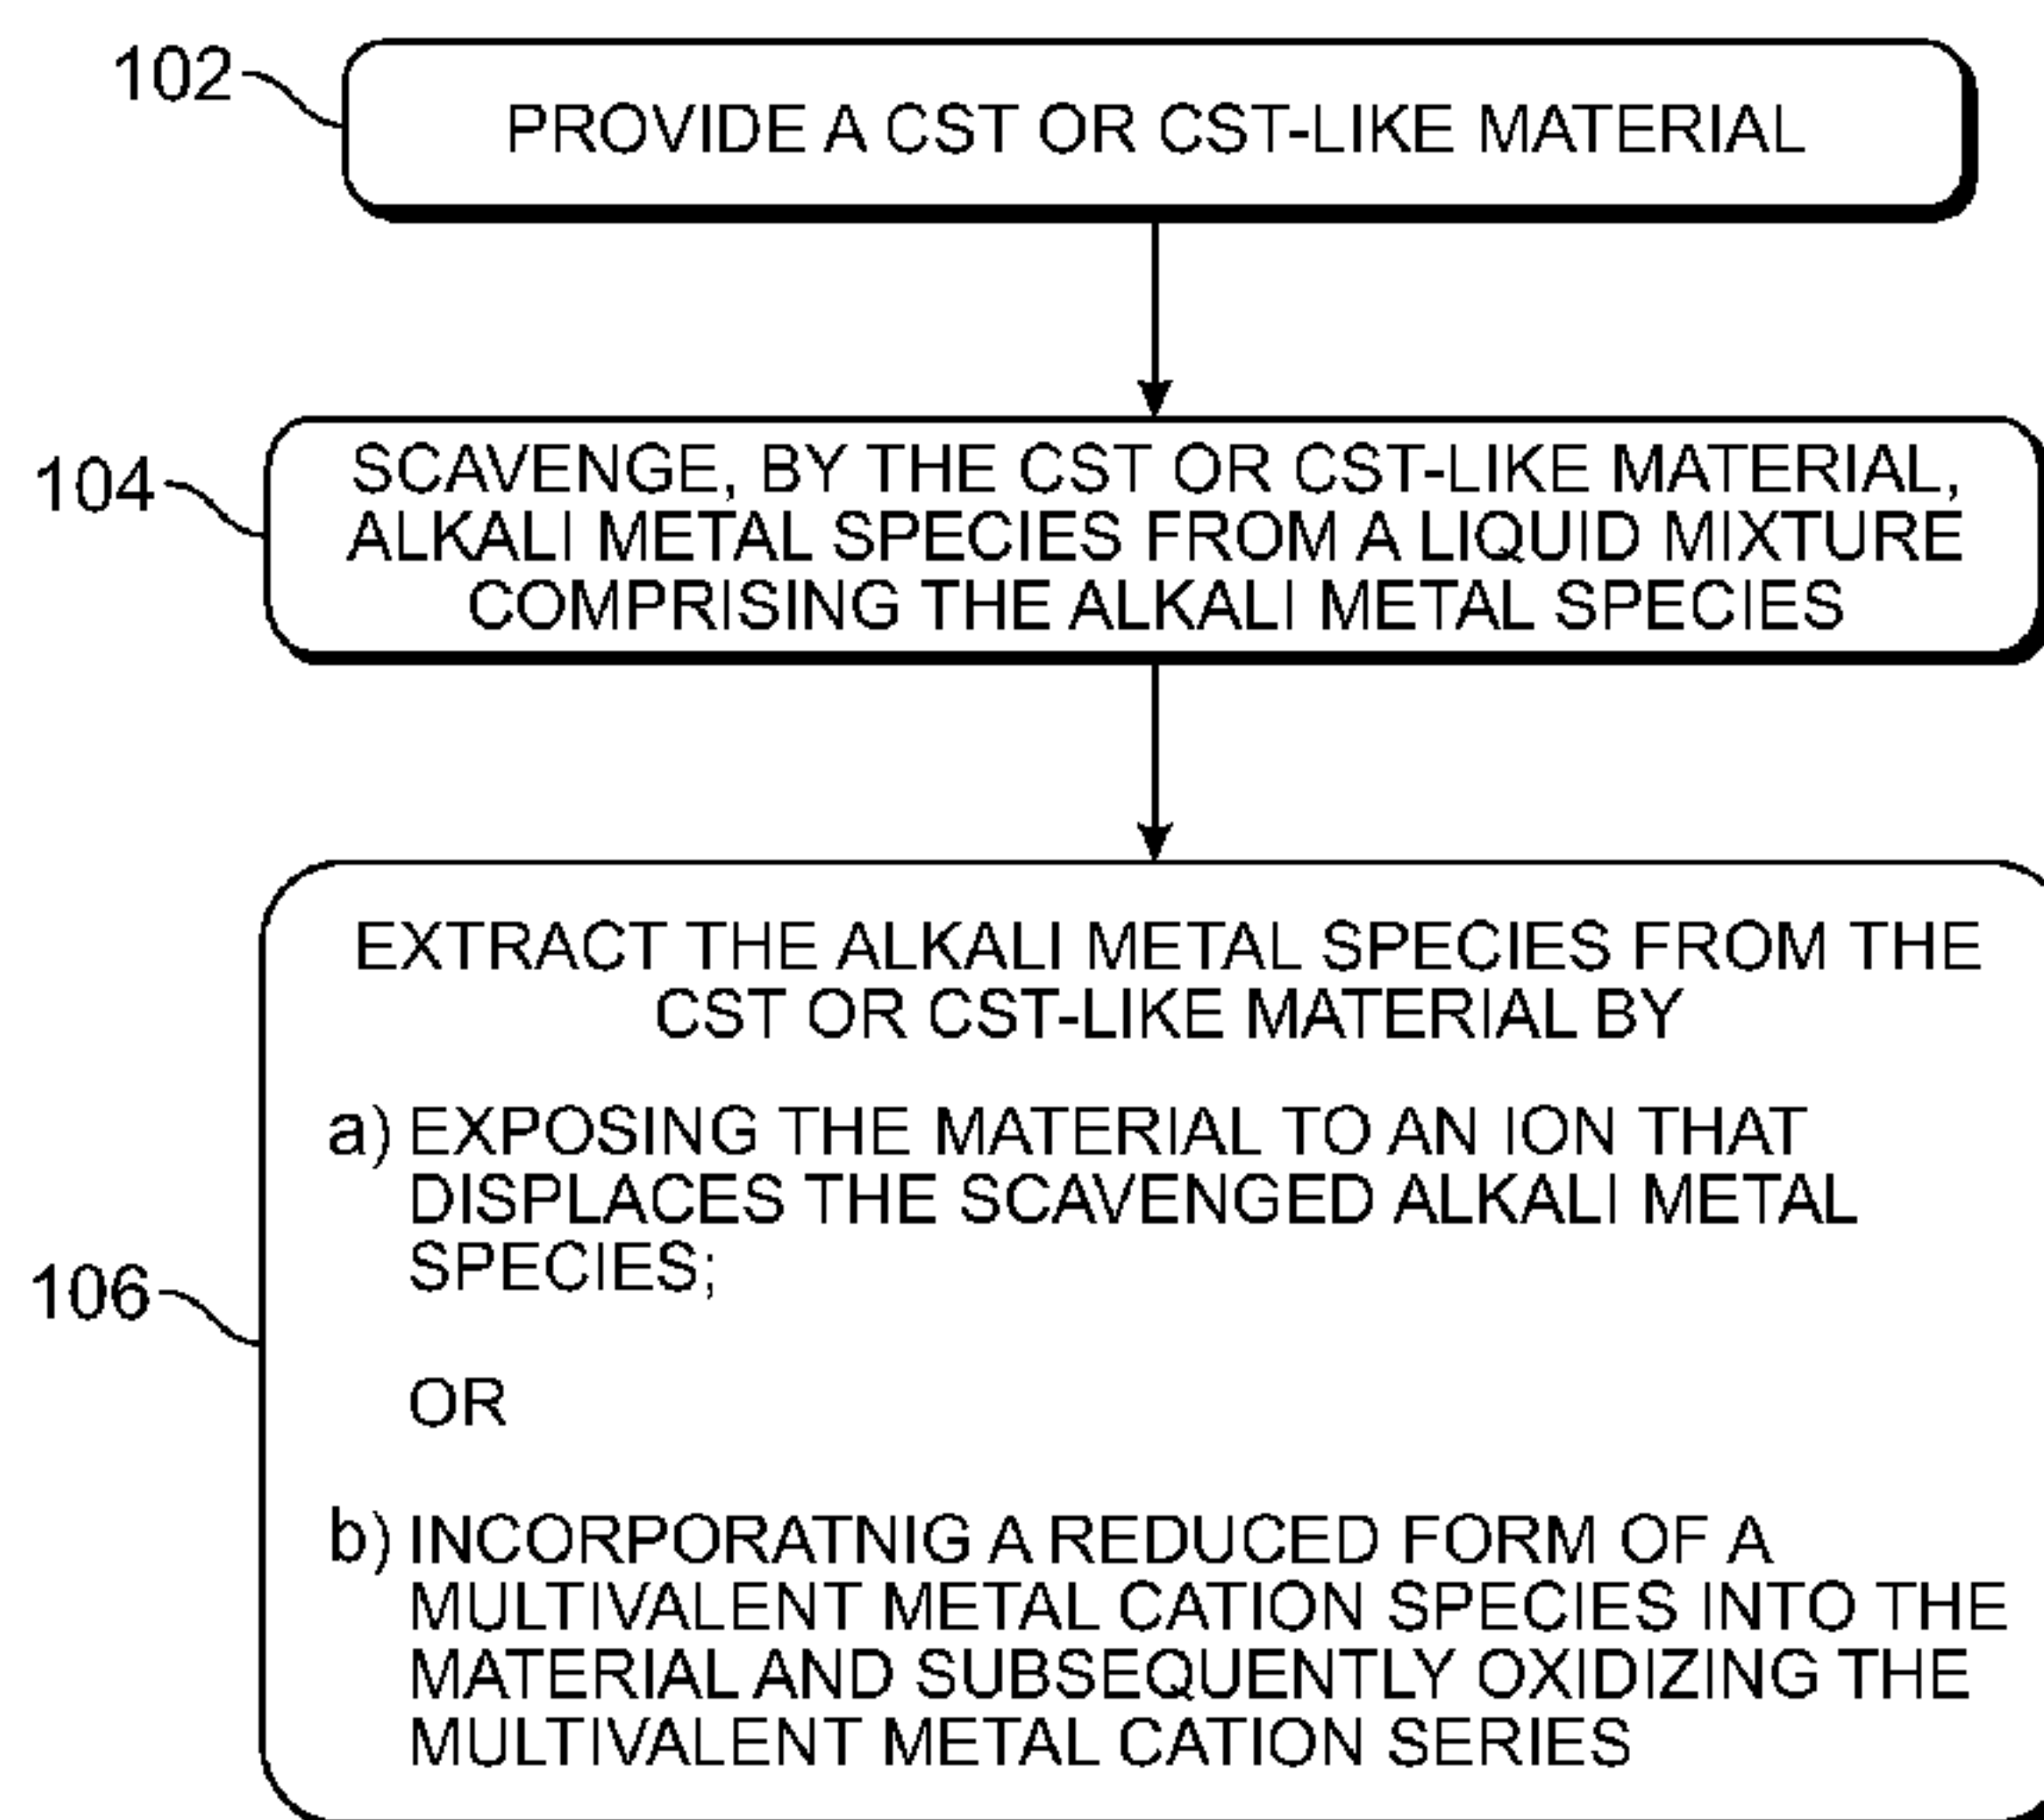 102
PROVIDE A CST OR CST-LIKE MATERIAL
104
SCAVENGE, BY THE CST OR CST-LIKE MATERIAL,
ALKALI METAL SPECIES FROM A LIQUID MIXTURE
COMPRISING THE ALKALI METAL SPECIES
106
EXTRACT THE ALKALI METAL SPECIES FROM THE
CST OR CST-LIKE MATERIAL BY
a) EXPOSING THE MATERIAL TO AN ION THAT
DISPLACES THE SCAVENGED ALKALI METAL
SPECIES;
OR
b) INCORPORATNIG A REDUCED FORM OF A
MULTIVALENT METAL CATION SPECIES INTO THE
MATERIAL AND SUBSEQUENTLY OXIDIZING THE
MULTIVALENT METAL CATION SERIES